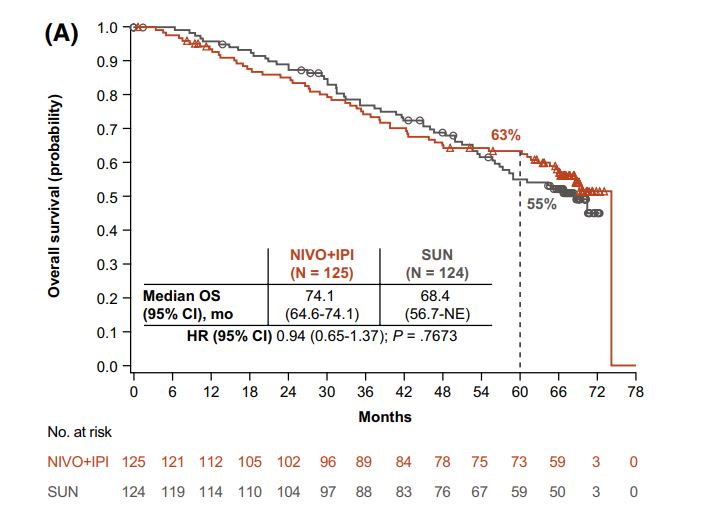 (A)
Overall survival (probability)
1.0
0.9
0.8
0.7
0.6
0.5
0.4
0.3
0.2
0.1
0.0
63%
55%
NIVO+IPI SUN
(N = 125) (N = 124)
Median OS 74.1 68.4
(95% CI), mo (64.6-74.1) (56.7-NE)
HR (95% CI) 0.94 (0.65-1.37); P = .7673
0 6 12 18 24 30 36 42 48 54 60 66 72 78
Months
No. at risk
NIVO+IPI 125 121 112 105 102 96 89 84 78 75 73 59 3 0
SUN 124 119 114 110 104 97 88 83 76 67 59 50 3 0